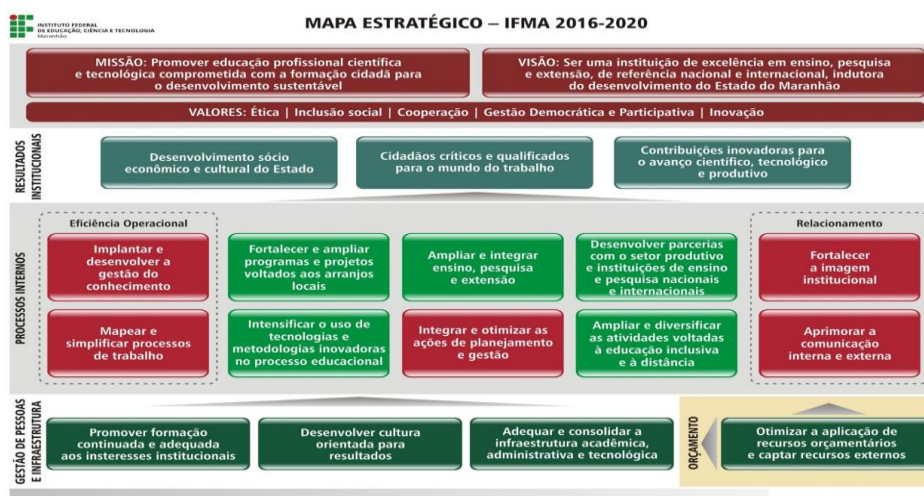 INSTITUTO FEDERAL
DE EDUCAÇÃO, CIÊNCIA E TECNOLOGIA
Maranhão
MAPA ESTRATÉGICO – IFMA 2016-2020
MISSÃO: Promover educação profissional científica
e tecnológica comprometida com a formação cidadã para
o desenvolvimento sustentável
VISÃO: Ser uma instituição de excelência em ensino, pesquisa
e extensão, de referência nacional e internacional, indutora
do desenvolvimento do Estado do Maranhão
VALORES: Ética | Inclusão social | Cooperação | Gestão Democrática e Participativa | Inovação
RESULTADOS
INSTITUCIONAIS
Desenvolvimento sócio
econômico e cultural do Estado
Cidadãos críticos e qualificados
para o mundo do trabalho
Contribuições inovadoras para
o avanço científico, tecnológico
e produtivo
PROCESSOS INTERNOS
Eficiência Operacional
Implantar e
desenvolver a
gestão do
conhecimento
Fortalecer e ampliar
programas e projetos
voltados aos arranjos
locais
Ampliar e integrar
ensino, pesquisa
e extensão
Desenvolver parcerias
com o setor produtivo
e instituições de ensino
e pesquisa nacionais
e internacionais
Relacionamento
Fortalecer
a imagem
institucional
Mapear e
simplificar processos
de trabalho
Intensificar o uso de
tecnologias e
metodologias inovadoras
no processo educacional
Integrar e otimizar as
ações de planejamento
e gestão
Ampliar e diversificar
as atividades voltadas
à educação inclusiva
e à distância
Aprimorar a
comunicação
interna e externa
GESTÃO DE PESSOAS
E INFRAESTRUTURA
Promover formação
continuada e adequada
aos insteresses institucionais
Desenvolver cultura
orientada para
resultados
Adequar e consolidar a
infraestrutura acadêmica,
administrativa e tecnológica
ORÇAMENTO
Otimizar a aplicação de
recursos orçamentários
e captar recursos externos